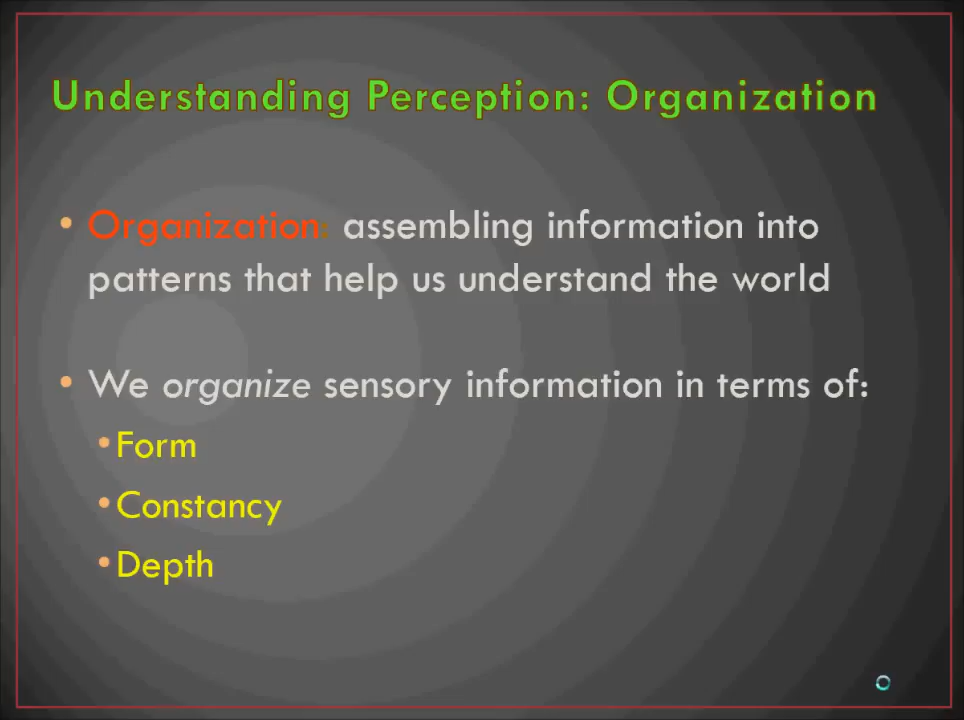 Understanding Perception: Organization
• Organization: assembling information into
patterns that help us understand the world
• We organize sensory information in terms of:
• Form
• Constancy
• Depth